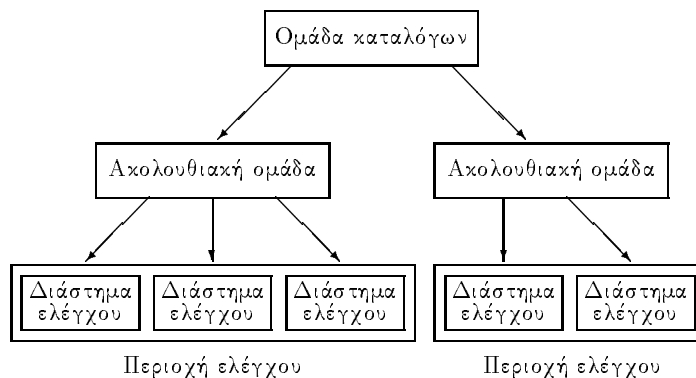 Ομάδα καταλόγων
Ακολουθιακή ομάδα
Ακολουθιακή ομάδα
Διάστημα
ελέγχου
Διάστημα
ελέγχου
Διάστημα
ελέγχου
Διάστημα
ελέγχου
Διάστημα
ελέγχου
Περιοχή ελέγχου
Περιοχή ελέγχου